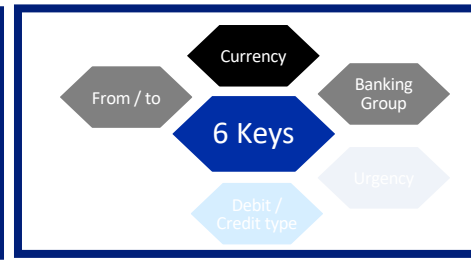 Currency
From / to
Banking
Group
6 Keys
Urgency
Debit /
Credit type